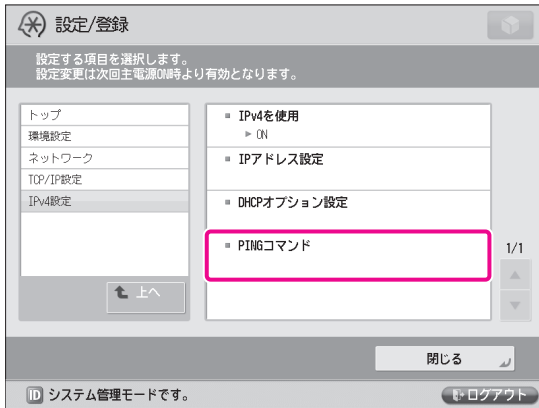 設定/登録
設定する項目を選択します。
設定変更は次回主電源ON時より有効となります。
トップ
環境設定
ネットワーク
TCP/IP設定
IPv4設定
上へ
IPv4を使用
ON
IPアドレス設定
DHCPオプション設定
PINGコマンド
1/1
閉じる
ID システム管理モードです。
ログアウト